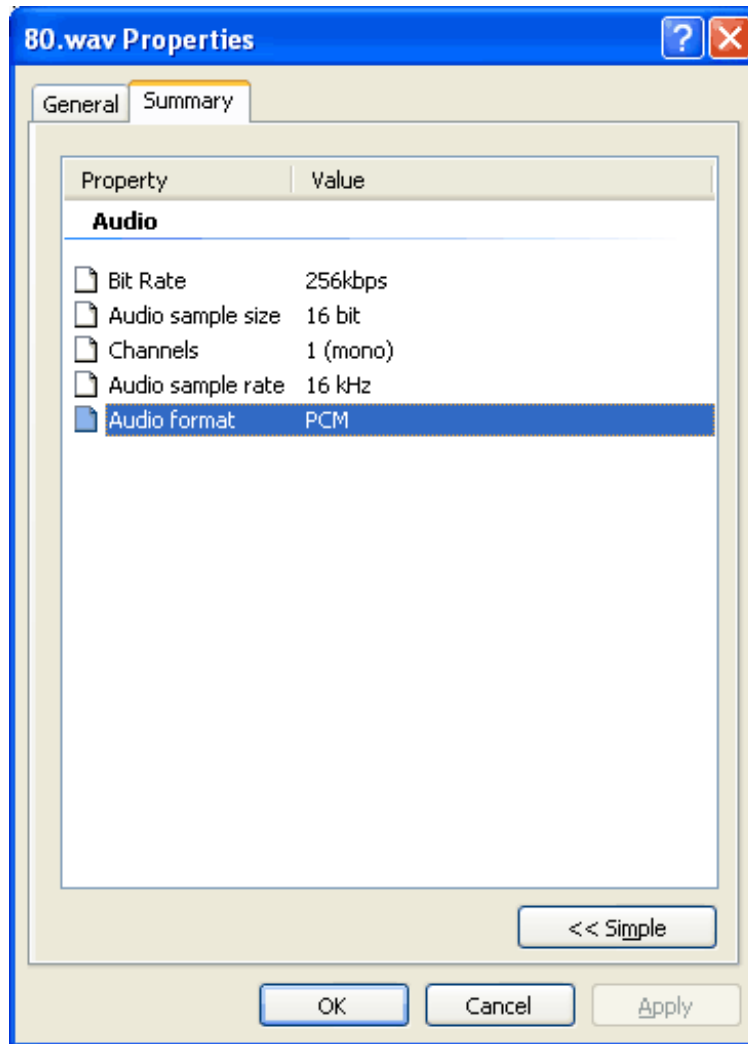 80.wav Properties
General Summary
Property Value
Audio
Bit Rate 256kbps
Audio sample size 16 bit
Channels 1 (mono)
Audio sample rate 16 kHz
Audio format PCM
<< Simple
OK Cancel Apply